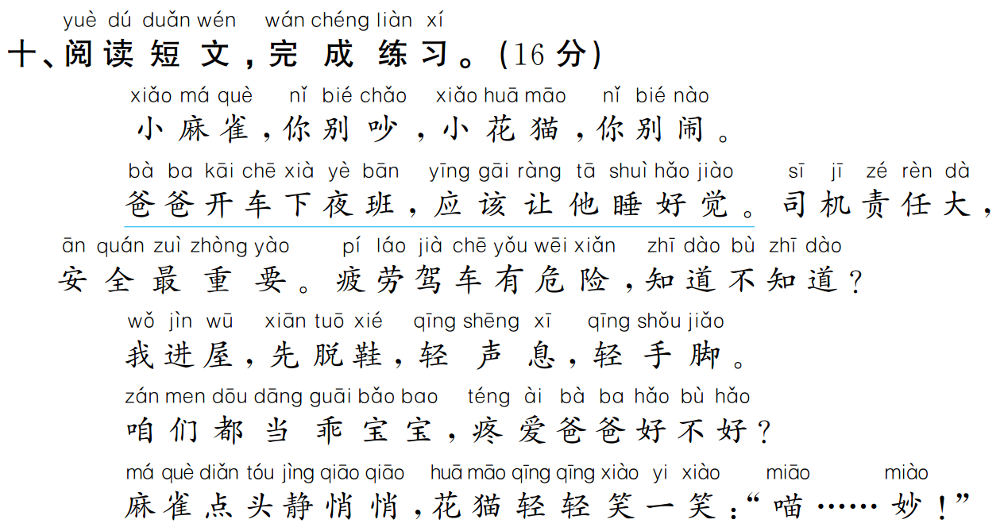 yuè dú duǎn wén wán chéng liàn xí
十、阅读短文,完成练习。(16分)
xiǎo má què nǐ bié chǎo xiǎo huā māo nǐ bié nào
小麻雀,你别吵,小花猫,你别闹。
bà ba kāi chē xià yè bān yīng gāi ràng tā shuì hǎo jiào sī jī zé rèn dà
爸爸开车下夜班,应该让他睡好觉。司机责任大,
ān quán zuì zhòng yào pí láo jià chē yǒu wēi xiǎn zhī dào bù zhī dào
安全最重要。疲劳驾车有危险,知道不知道?
wǒ jìn wū xiān tuō xié qīng shēng xī qīng shǒu jiǎo
我进屋,先脱鞋,轻声息,轻手脚。
zán men dōu dāng guāi bǎo bao téng ài bà ba hǎo bù hǎo
咱们都当乖宝宝,疼爱爸爸好不好?
má què diǎn tóu jìng qiāo qiāo huā māo qīng qīng xiào yi xiào miāo miào
麻雀点头静悄悄,花猫轻轻笑一笑:“喵……妙!”